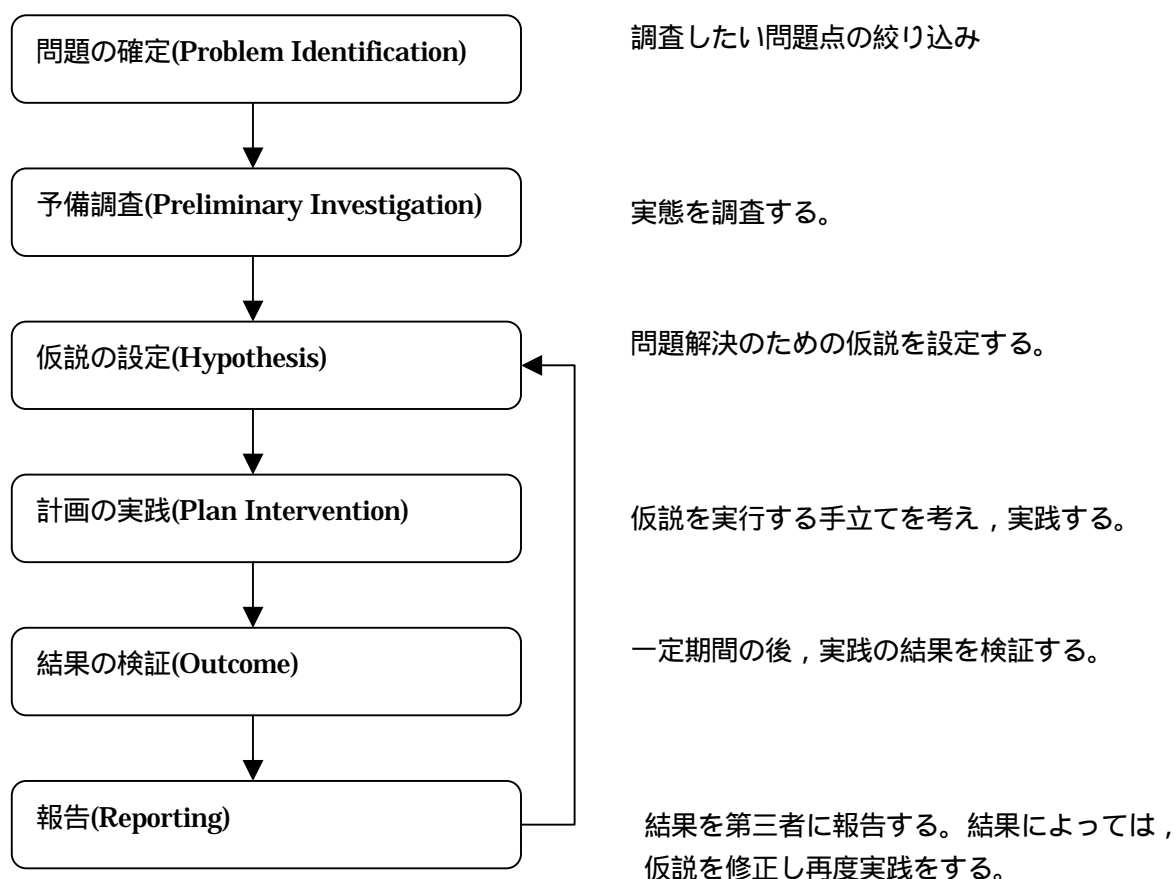 問題の確定(Problem Identification)
調査したい問題点の絞り込み
予備調査(Preliminary Investigation)
実態を調査する。
仮説の設定(Hypothesis)
問題解決のための仮説を設定する。
計画の実践(Plan Intervention)
仮説を実行する手立てを考え，実践する。
結果の検証(Outcome)
一定期間の後，実践の結果を検証する。
報告(Reporting)
結果を第三者に報告する。結果によっては，
仮説を修正し再度実践をする。